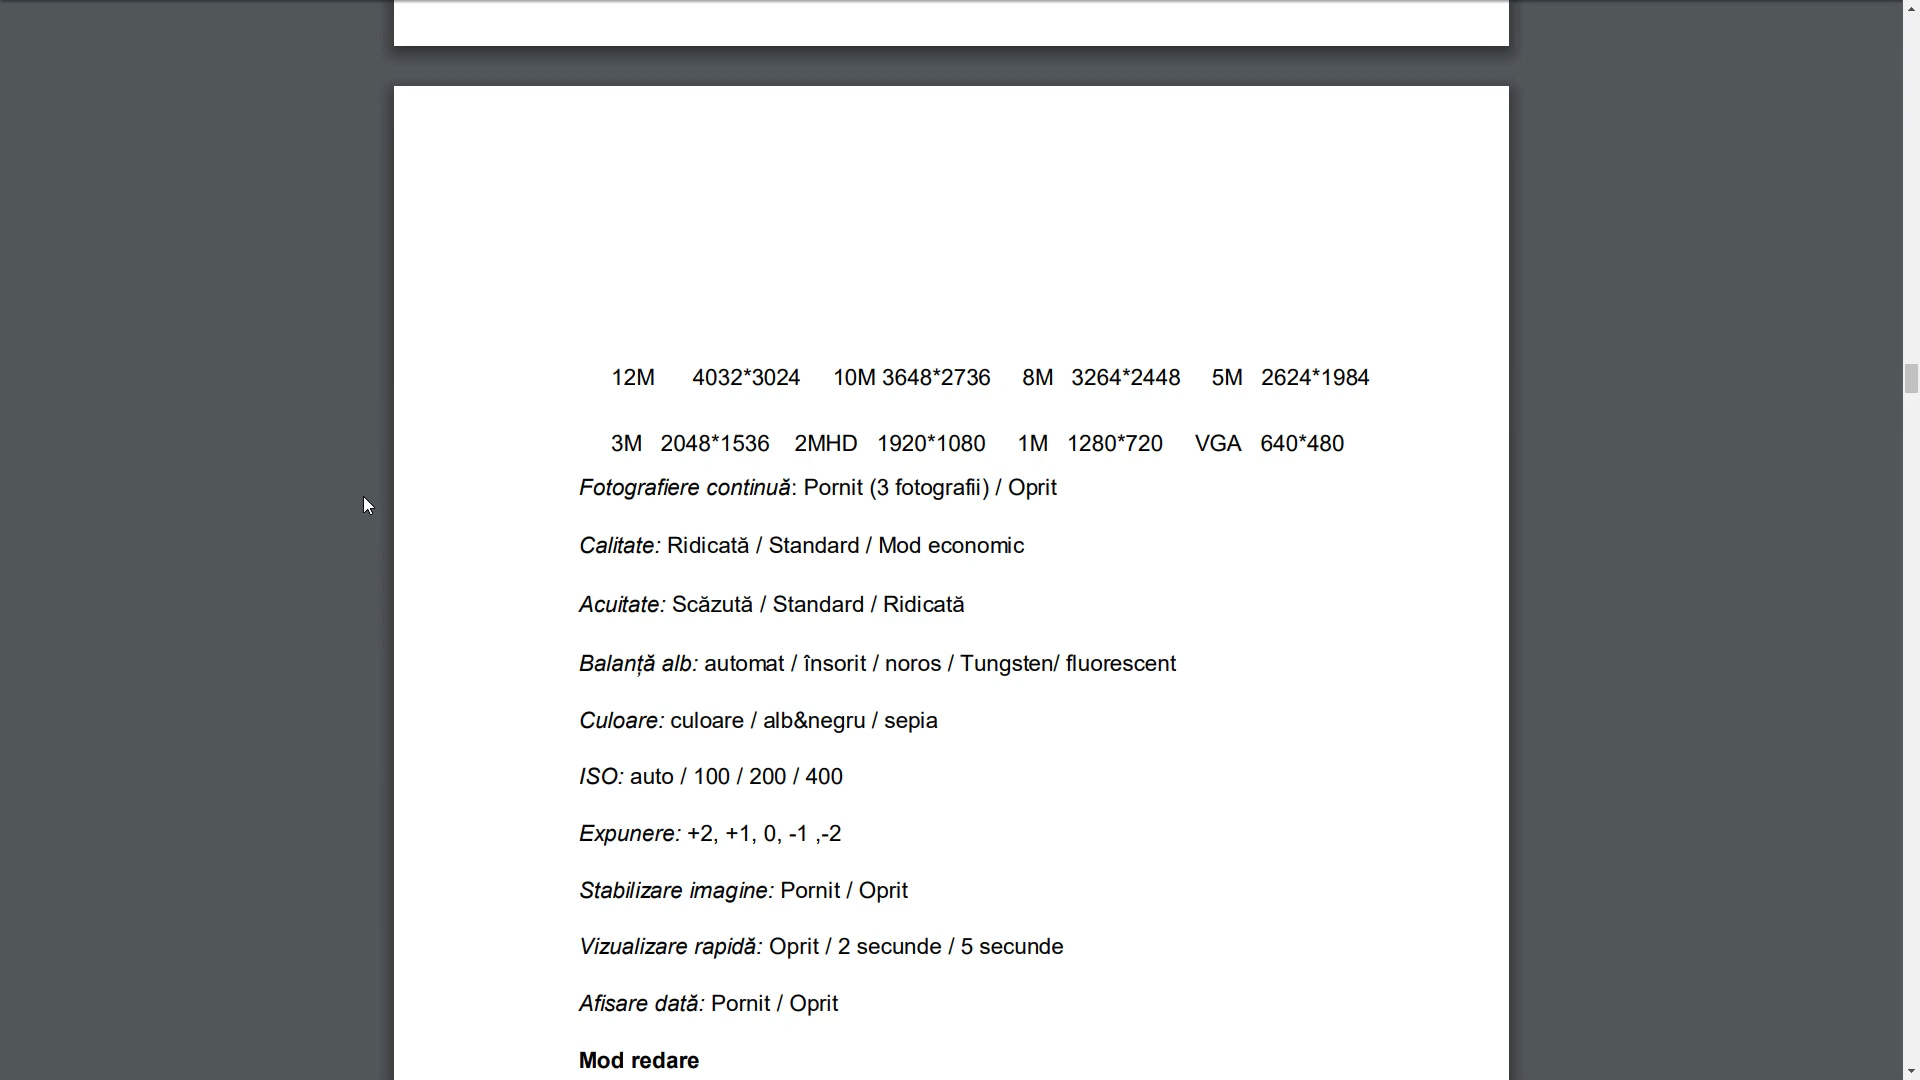 12M 4032*3024 10M 3648*2736 8M 3264*2448 5M 2624*1984
3M 2048*1536 2MHD 1920*1080 1M 1280*720 VGA 640*480
Fotografiere continuă: Pornit (3 fotografii) / Oprit
Calitate: Ridicată / Standard / Mod economic
Acuitate: Scăzută / Standard / Ridicată
Balanță alb: automat / însorit / noros / Tungsten/ fluorescent
Culoare: culoare / alb&negru / sepia
ISO: auto / 100 / 200 / 400
Expunere: +2, +1, 0, -1 ,-2
Stabilizare imagine: Pornit / Oprit
Vizualizare rapidă: Oprit / 2 secunde / 5 secunde
Afisare dată: Pornit / Oprit
Mod redare